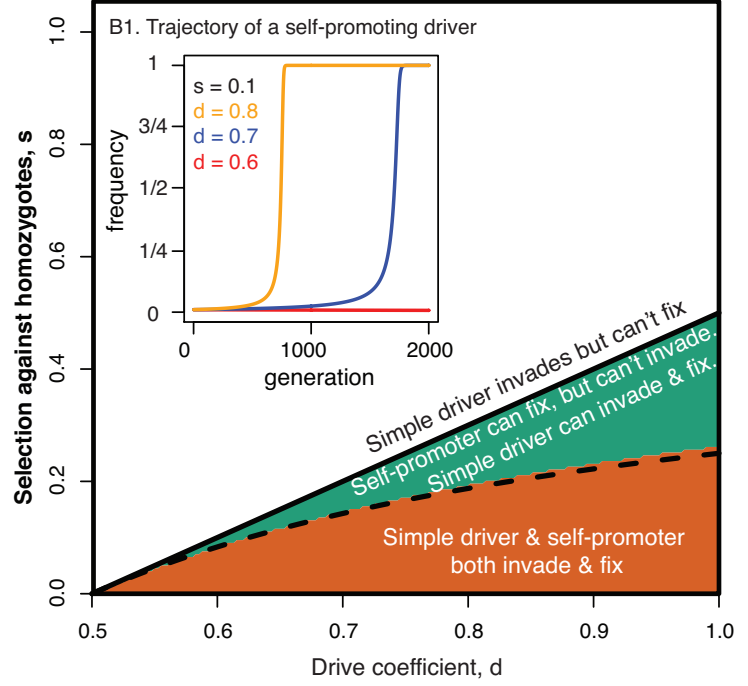 B1. Trajectory of a self-promoting driver
s = 0.1
d = 0.8
d = 0.7
d = 0.6
frequency
1
3/4
1/2
1/4
0
0
1000
2000
generation
Selection against homozygotes, s
1.0
0.8
0.6
0.4
0.2
0.0
Simple driver invades but can't fix
Self-promoter can fix, but can't invade.
Simple driver can invade & fix.
Simple driver & self-promoter
both invade & fix
0.5
0.6
0.7
0.8
0.9
1.0
Drive coefficient, d